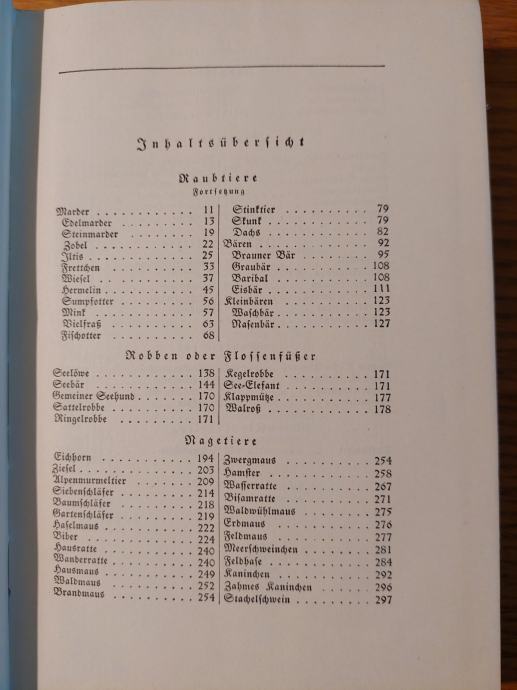 Inhaltsübersicht
Raubtiere
Fortsetzung
Marder . . . . . . . . . . . . 11
Edelmarder . . . . . . . . . . 13
Steinmarder . . . . . . . . . 19
Zobel . . . . . . . . . . . . 22
Iltis . . . . . . . . . . . . 25
Frettchen . . . . . . . . . . 33
Wiesel . . . . . . . . . . . . 37
Hermelin . . . . . . . . . . . 45
Sumpfotter . . . . . . . . . . 56
Mink . . . . . . . . . . . . . 57
Vielfraß . . . . . . . . . . . 63
Fischotter . . . . . . . . . . 68
Stinktier . . . . . . . . . . 79
Skunk . . . . . . . . . . . . 79
Dachs . . . . . . . . . . . . 82
Bären . . . . . . . . . . . . 92
Brauner Bär . . . . . . . . . 95
Graubär . . . . . . . . . . . 108
Baribal . . . . . . . . . . . 108
Eisbär . . . . . . . . . . . . 111
Kleinbären . . . . . . . . . . 123
Waschbär . . . . . . . . . . . 123
Nasenbär . . . . . . . . . . . 127
Robben oder Flossenfüßer
Seelöwe . . . . . . . . . . . 138
Seebär . . . . . . . . . . . . 144
Gemeiner Seehund . . . . . . . 170
Sattelrobbe . . . . . . . . . 170
Ringelrobbe . . . . . . . . . 171
Kegelrobbe . . . . . . . . . . 171
See-Elefant . . . . . . . . . 171
Klappmütze . . . . . . . . . . 177
Walroß . . . . . . . . . . . . 178
Nagetiere
Eichhorn . . . . . . . . . . . 194
Ziesel . . . . . . . . . . . . 203
Alpenmurmeltier . . . . . . . 209
Siebenschläfer . . . . . . . . 214
Baumschläfer . . . . . . . . . 218
Gartenschläfer . . . . . . . . 219
Haselmaus . . . . . . . . . . 222
Biber . . . . . . . . . . . . 224
Hausratte . . . . . . . . . . 240
Wanderratte . . . . . . . . . 240
Hausmaus . . . . . . . . . . . 249
Waldmaus . . . . . . . . . . . 252
Brandmaus . . . . . . . . . . 254
Zwergmaus . . . . . . . . . . 254
Hamster . . . . . . . . . . . 258
Wasserratte . . . . . . . . . 267
Bisamratte . . . . . . . . . . 271
Waldwühlmaus . . . . . . . . . 275
Erdmaus . . . . . . . . . . . 276
Feldmaus . . . . . . . . . . . 277
Meerschweinchen . . . . . . . 281
Feldhase . . . . . . . . . . . 284
Kaninchen . . . . . . . . . . 292
Zahmes Kaninchen . . . . . . . 296
Stachelschwein . . . . . . . . 297